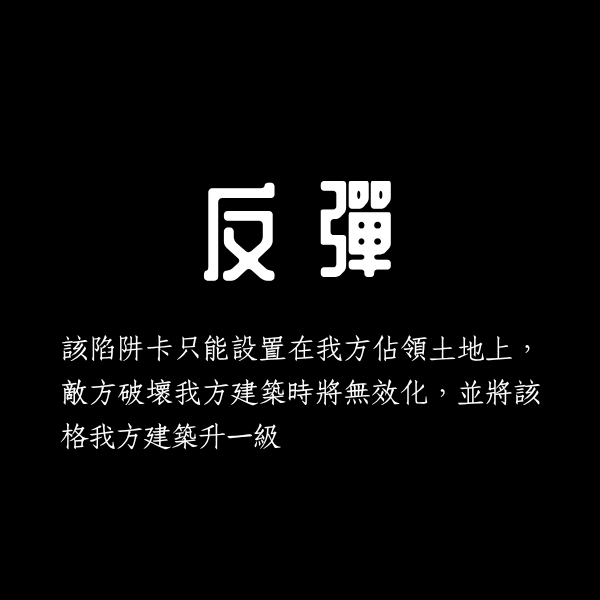 反彈
該陷阱卡只能設置在我方佔領土地上，
敵方破壞我方建築時將無效化，並將該
格我方建築升一級